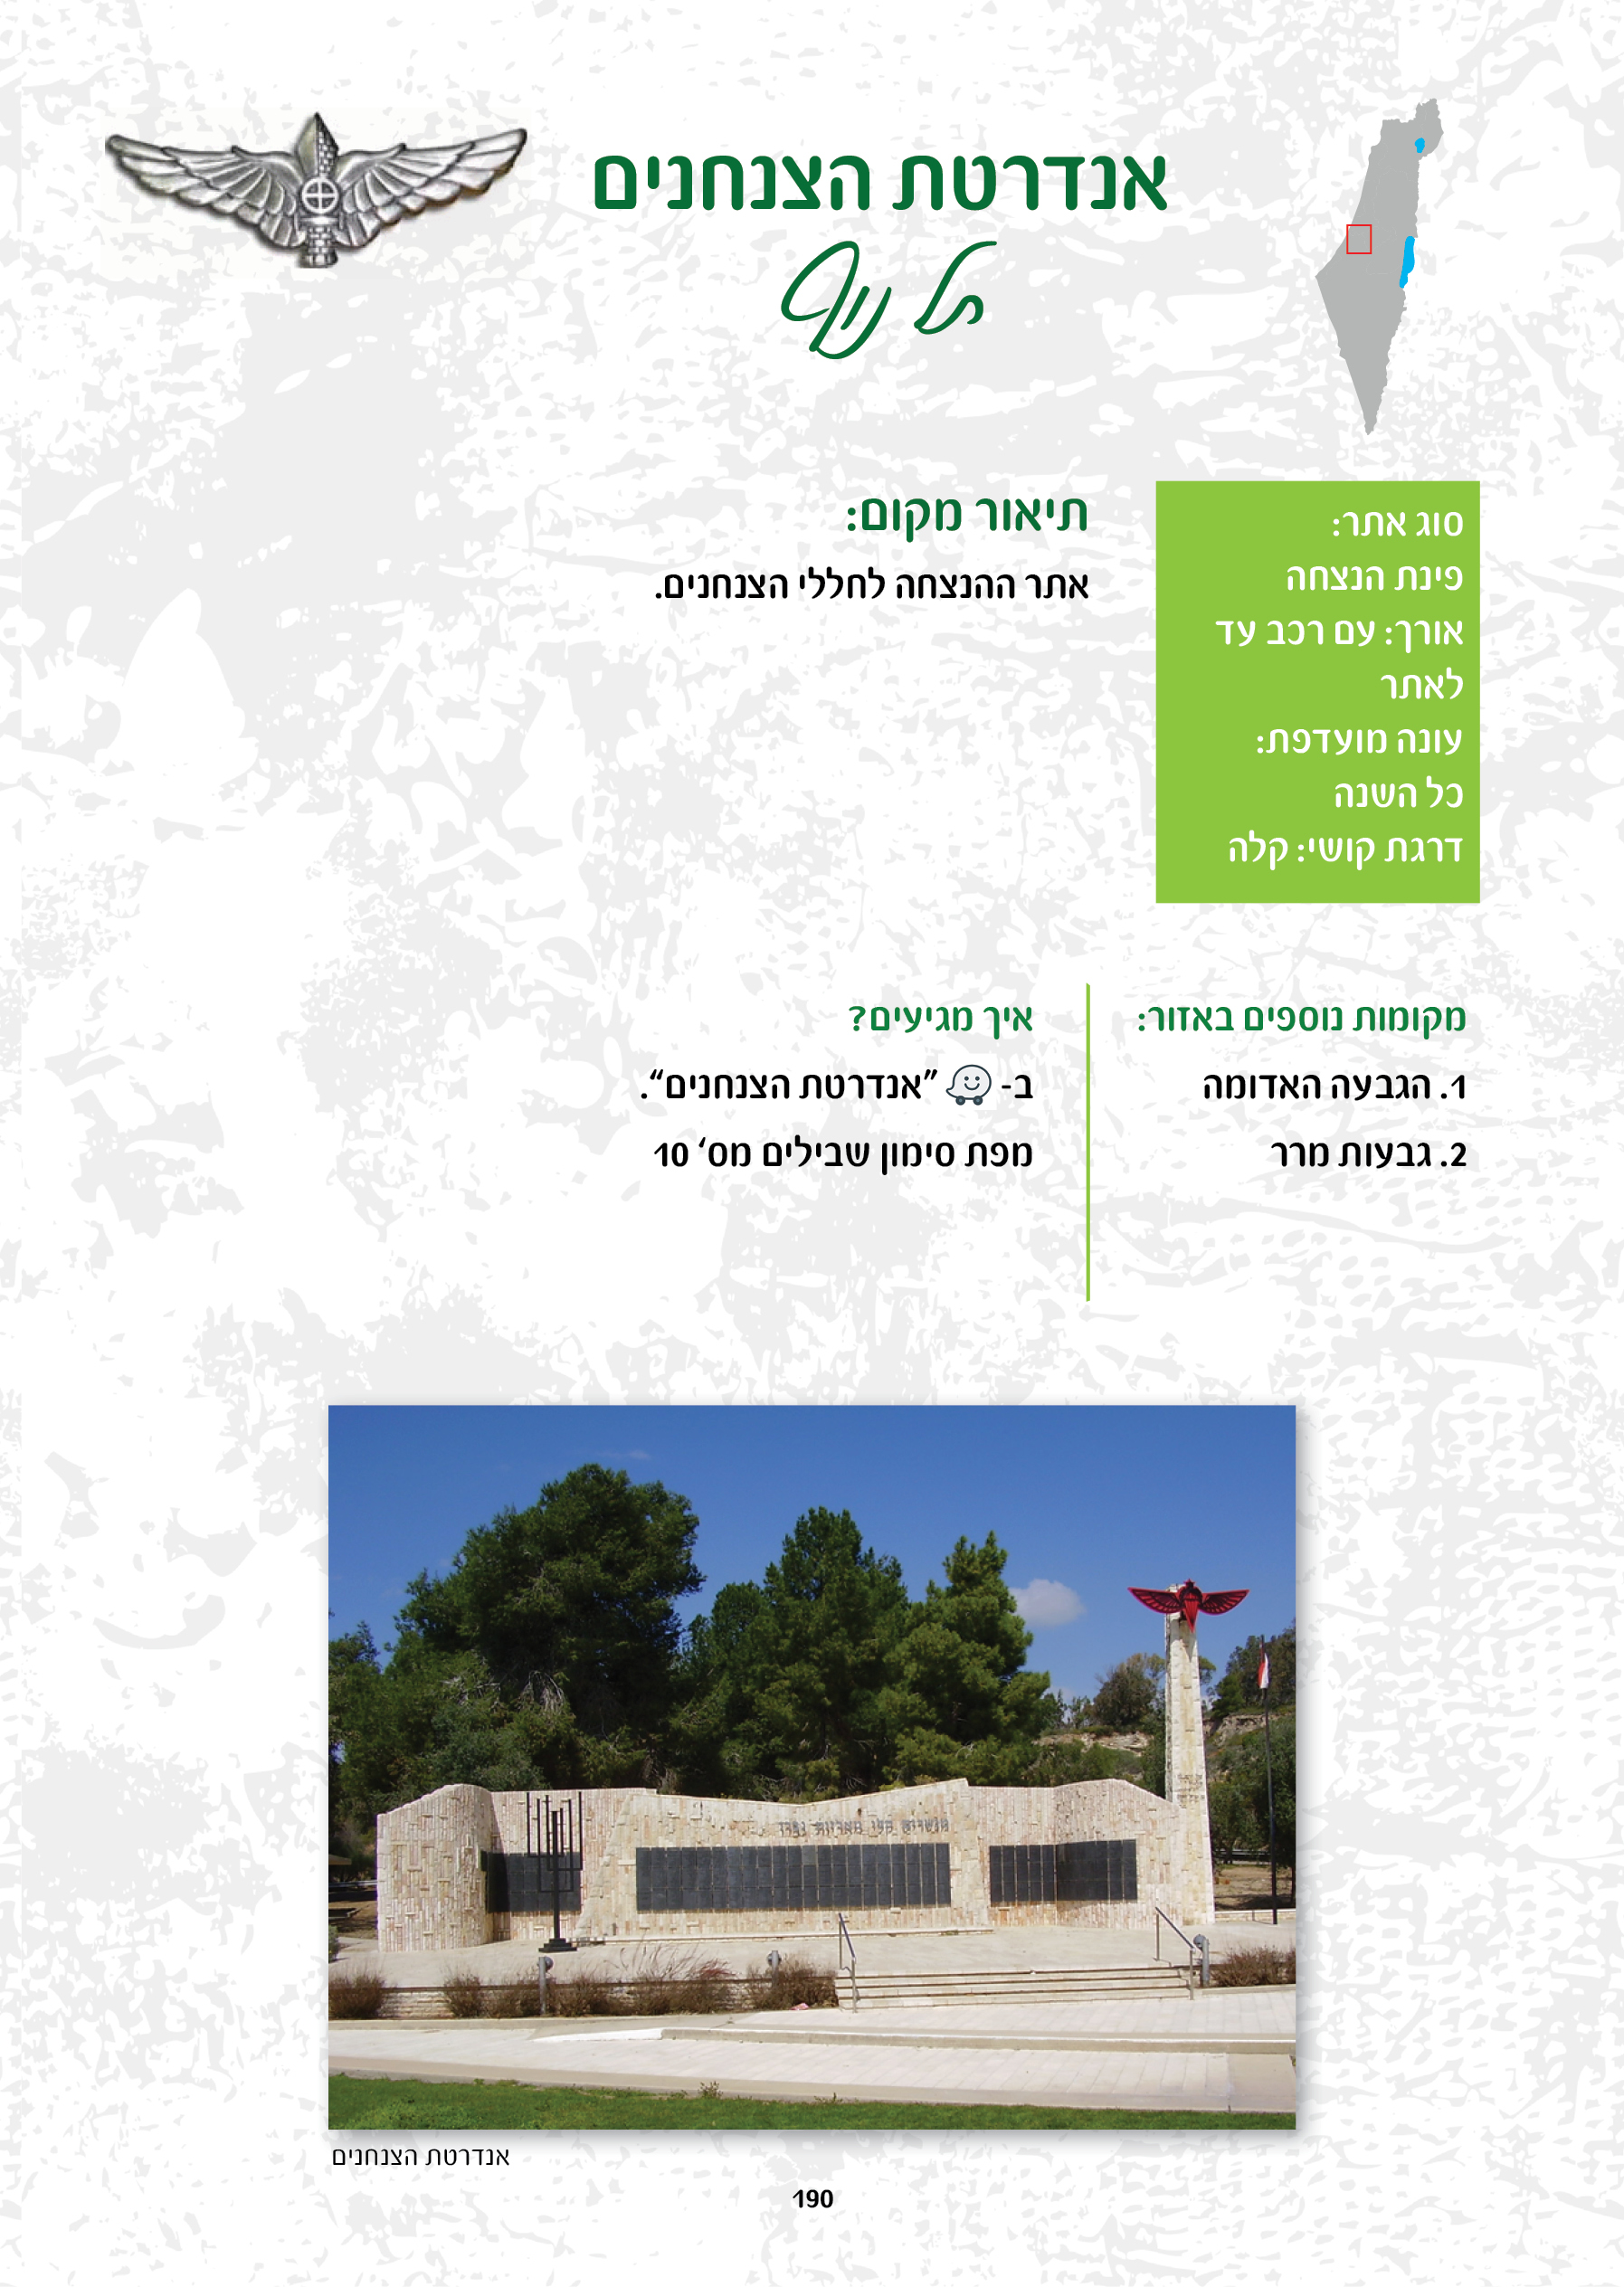 אנדרטת הצנחנים
תל נוף
סוג אתר:
פינת הנצחה
אורך: עם רכב עד
לאתר
עונה מועדפת:
כל השנה
דרגת קושי: קלה
תיאור מקום:
אתר ההנצחה לחללי הצנחנים.
מקומות נוספים באזור:
1. הגבעה האדומה
2. גבעות מרר
איך מגיעים?
ב- ”אנדרטת הצנחנים“.
מפת סימון שבילים מס‘ 10
אנדרטת הצנחנים
190